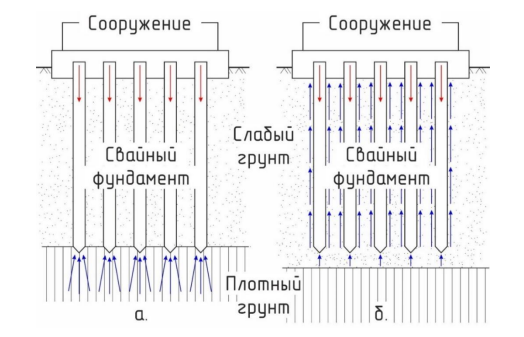 Сооружение
Сооружение
Слабый
грунт
Свайный
фундамент
Свайный
фундамент
Плотный
грунт
а.
б.